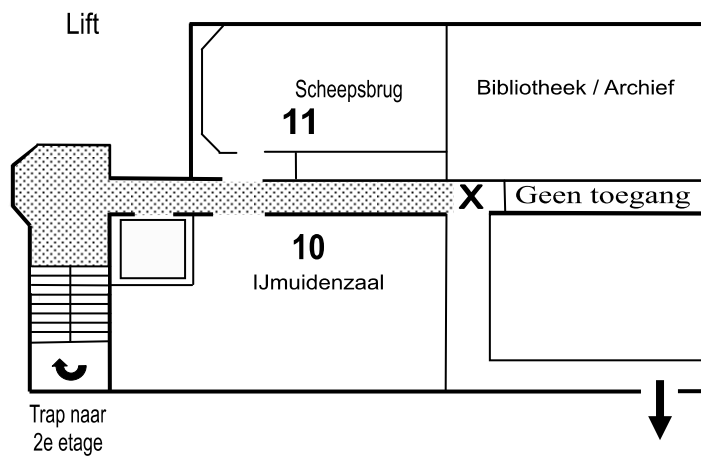 Lift
Scheepsbrug
11
Bibliotheek / Archief
X
Geen toegang
10
IJmuidenzaal
Trap naar
2e etage